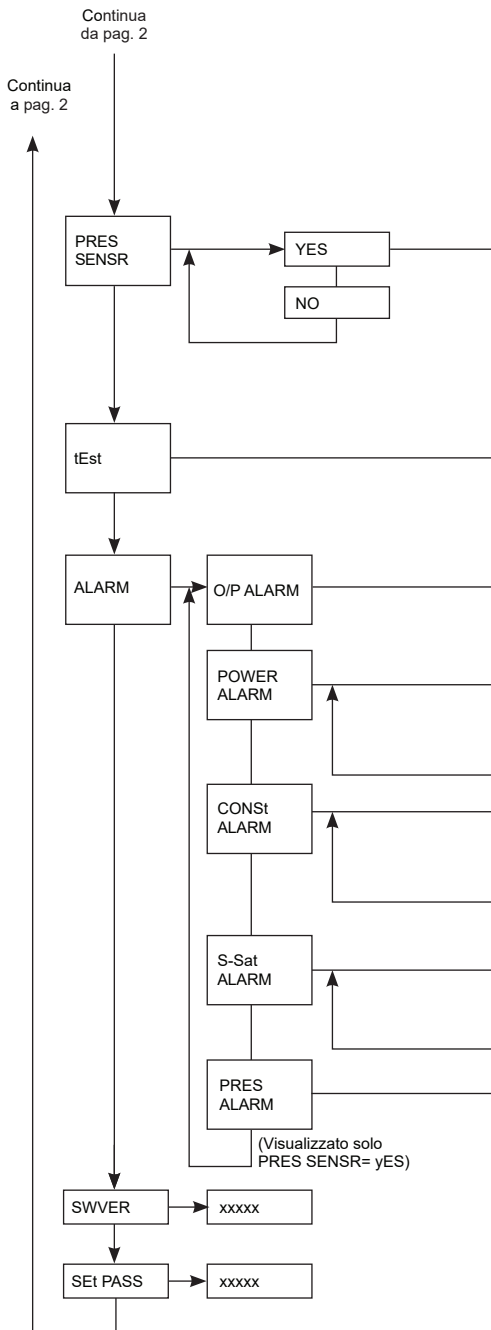 Continua
da pag. 2
Continua
a pag. 2
PRES
SENSR
YES
NO
tEst
ALARM
O/P ALARM
POWER
ALARM
CONSt
ALARM
S-Sat
ALARM
PRES
ALARM
(Visualizzato solo
PRES SENSR= yES)
SWVER
xxxxx
SEt PASS
xxxxx